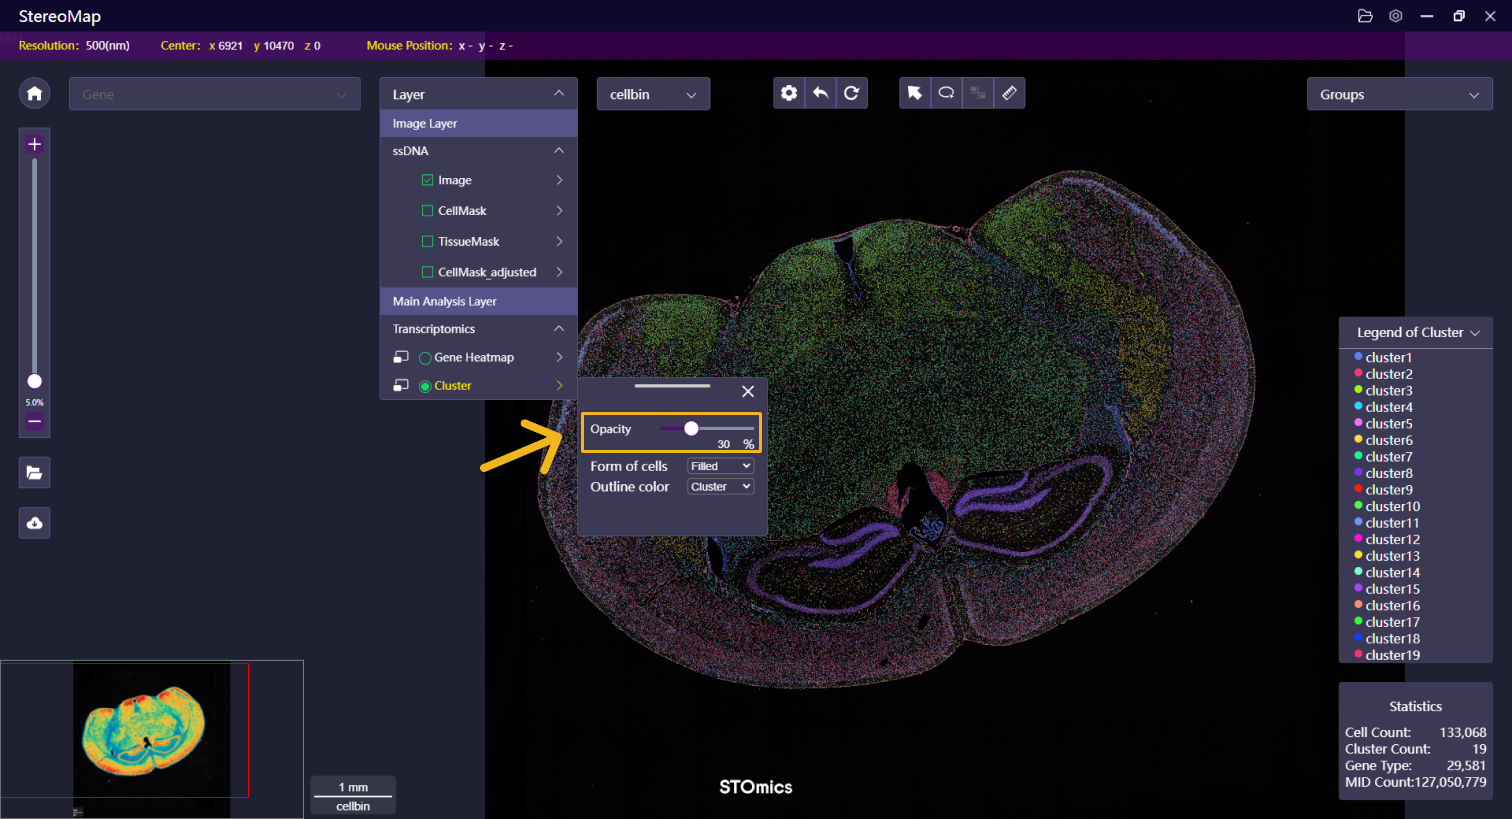 StereoMap
Resolution: 500(nm) Center: x 6921 y 10470 z 0 Mouse Position: x - y - z -
Gene
Layer
cellbin
Groups
Image Layer
ssDNA
Image
CellMask
TissueMask
CellMask_adjusted
Main Analysis Layer
Transcriptomics
Gene Heatmap
Cluster
5.0%
Opacity
30 %
Form of cells Filled
Outline color Cluster
Legend of Cluster
cluster1
cluster2
cluster3
cluster4
cluster5
cluster6
cluster7
cluster8
cluster9
cluster10
cluster11
cluster12
cluster13
cluster14
cluster15
cluster16
cluster17
cluster18
cluster19
Statistics
Cell Count: 133,068
Cluster Count: 19
Gene Type: 29,581
MID Count:127,050,779
1 mm
cellbin
STOmics